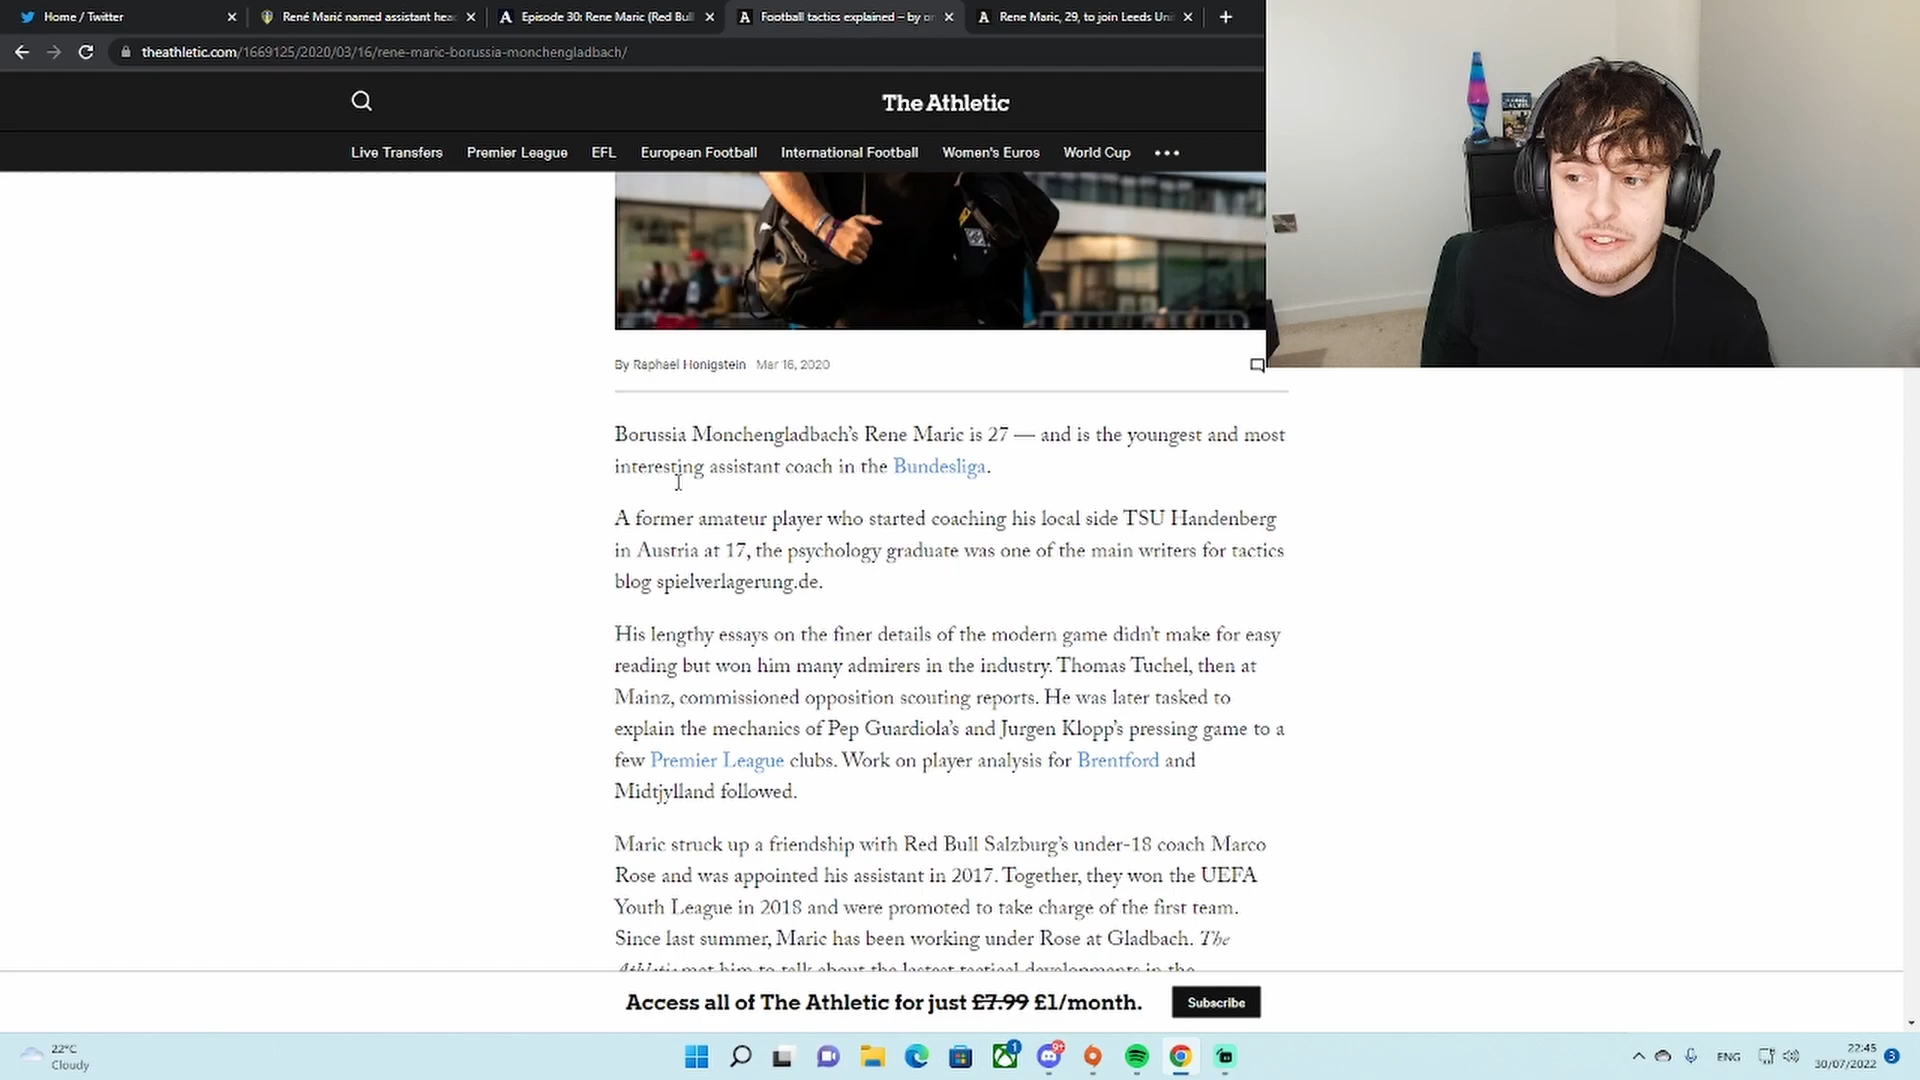 Home / Twitter
René Marić named assistant hea
Episode 30: Rene Maric (Red Bull
Football tactics explained – by o
Rene Maric, 29, to join Leeds Un
theathletic.com/1669125/2020/03/16/rene-maric-borussia-monchengladbach/
The Athletic
Live Transfers Premier League EFL European Football International Football Women's Euros World Cup •••
By Raphael Honigstein Mar 16, 2020
Borussia Monchengladbach's Rene Maric is 27 — and is the youngest and most
interesting assistant coach in the Bundesliga.
A former amateur player who started coaching his local side TSU Handenberg
in Austria at 17, the psychology graduate was one of the main writers for tactics
blog spielverlagerung.de.
His lengthy essays on the finer details of the modern game didn't make for easy
reading but won him many admirers in the industry. Thomas Tuchel, then at
Mainz, commissioned opposition scouting reports. He was later tasked to
explain the mechanics of Pep Guardiola's and Jurgen Klopp's pressing game to a
few Premier League clubs. Work on player analysis for Brentford and
Midtjylland followed.
Maric struck up a friendship with Red Bull Salzburg's under-18 coach Marco
Rose and was appointed his assistant in 2017. Together, they won the UEFA
Youth League in 2018 and were promoted to take charge of the first team.
Since last summer, Maric has been working under Rose at Gladbach. The
Athletic met him to talk about the lastest tactical developments in the
Access all of The Athletic for just £7.99 £1/month.
Subscribe
22°C
Cloudy
1
9+
ENG
22:45
30/07/2022
3